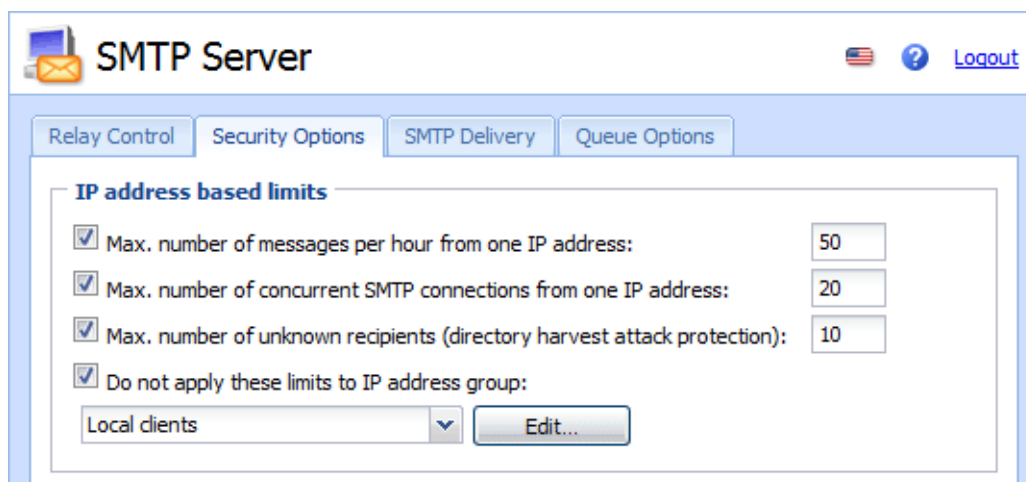 SMTP Server
? Logout
Relay Control Security Options SMTP Delivery Queue Options
IP address based limits
Max. number of messages per hour from one IP address: 50
Max. number of concurrent SMTP connections from one IP address: 20
Max. number of unknown recipients (directory harvest attack protection): 10
Do not apply these limits to IP address group:
Local clients Edit...